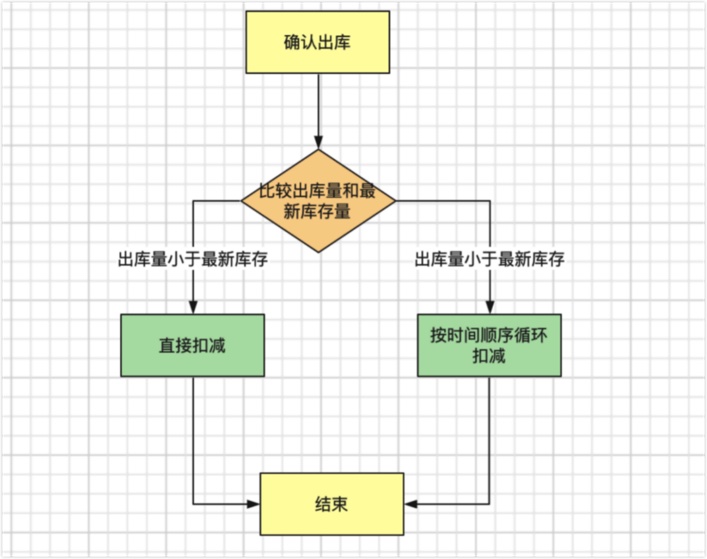 确认出库
比较出库量和最
新库存量
出库量小于最新库存
出库量小于最新库存
直接扣减
按时间顺序循环
扣减
结束